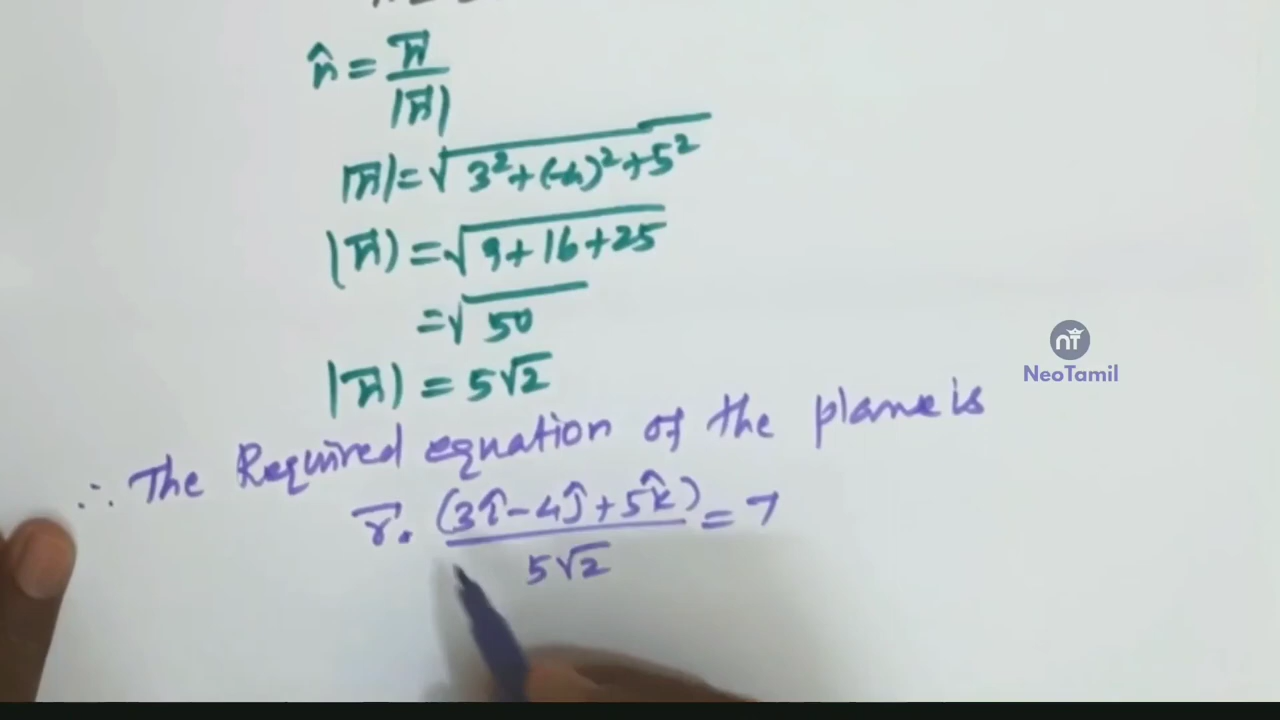 n̂ = n⃗ / |n⃗|
|n⃗| = √(3² + (-4)² + 5²)
|n⃗) = √(9 + 16 + 25)
= √50
|n⃗) = 5√2
∴ The Required equation of the plane is
r⃗ . (3î - 4ĵ + 5k̂) / 5√2 = 7
nT
NeoTamil